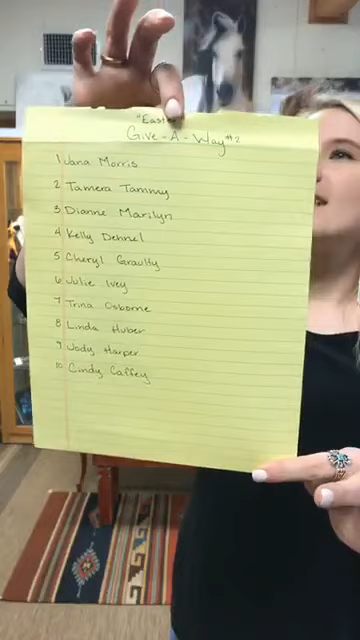 "Easter"
Give-A-Way #2
1 Jana Morris
2 Tamera Tammy
3 Dianne Marilyn
4 Kelly Dehnel
5 Cheryl Graulty
6 Julie Ivey
7 Trina Osborne
8 Linda Huber
9 Jody Harper
10 Cindy Caffey